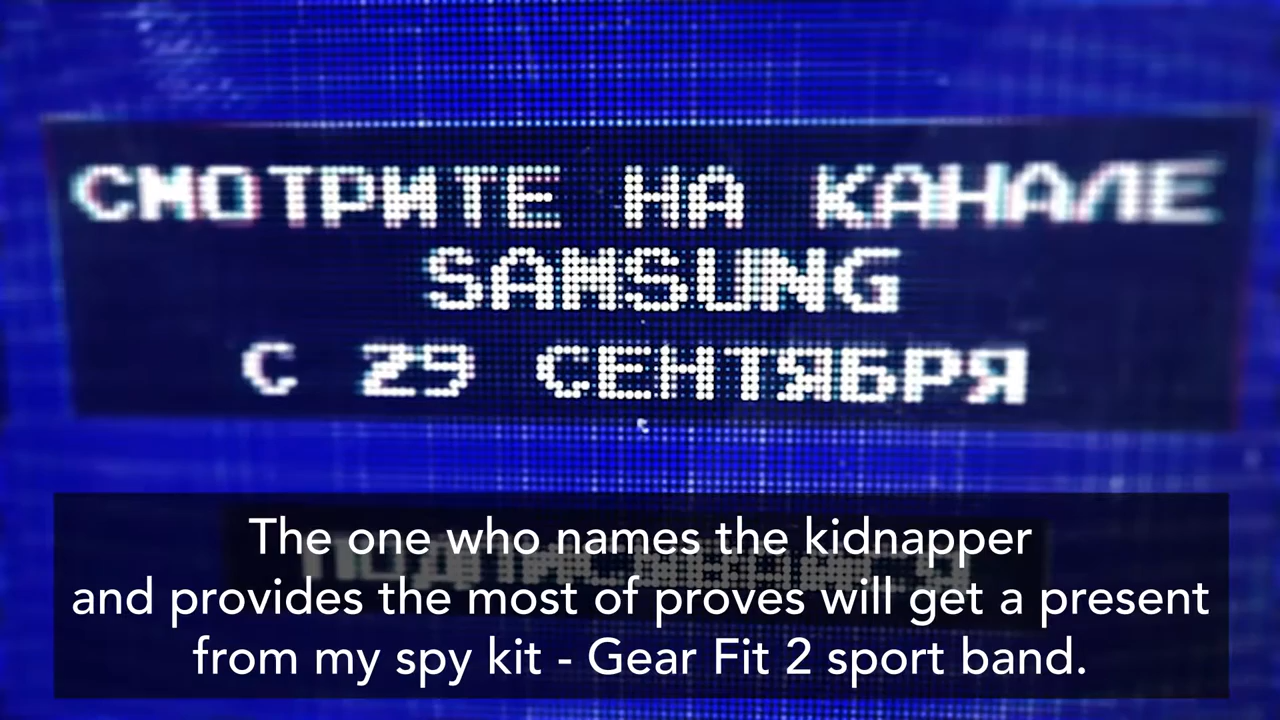 СМОТРИТЕ НА КАНАЛЕ
SAMSUNG
С 29 СЕНТЯБРЯ
The one who names the kidnapper
and provides the most of proves will get a present
from my spy kit - Gear Fit 2 sport band.